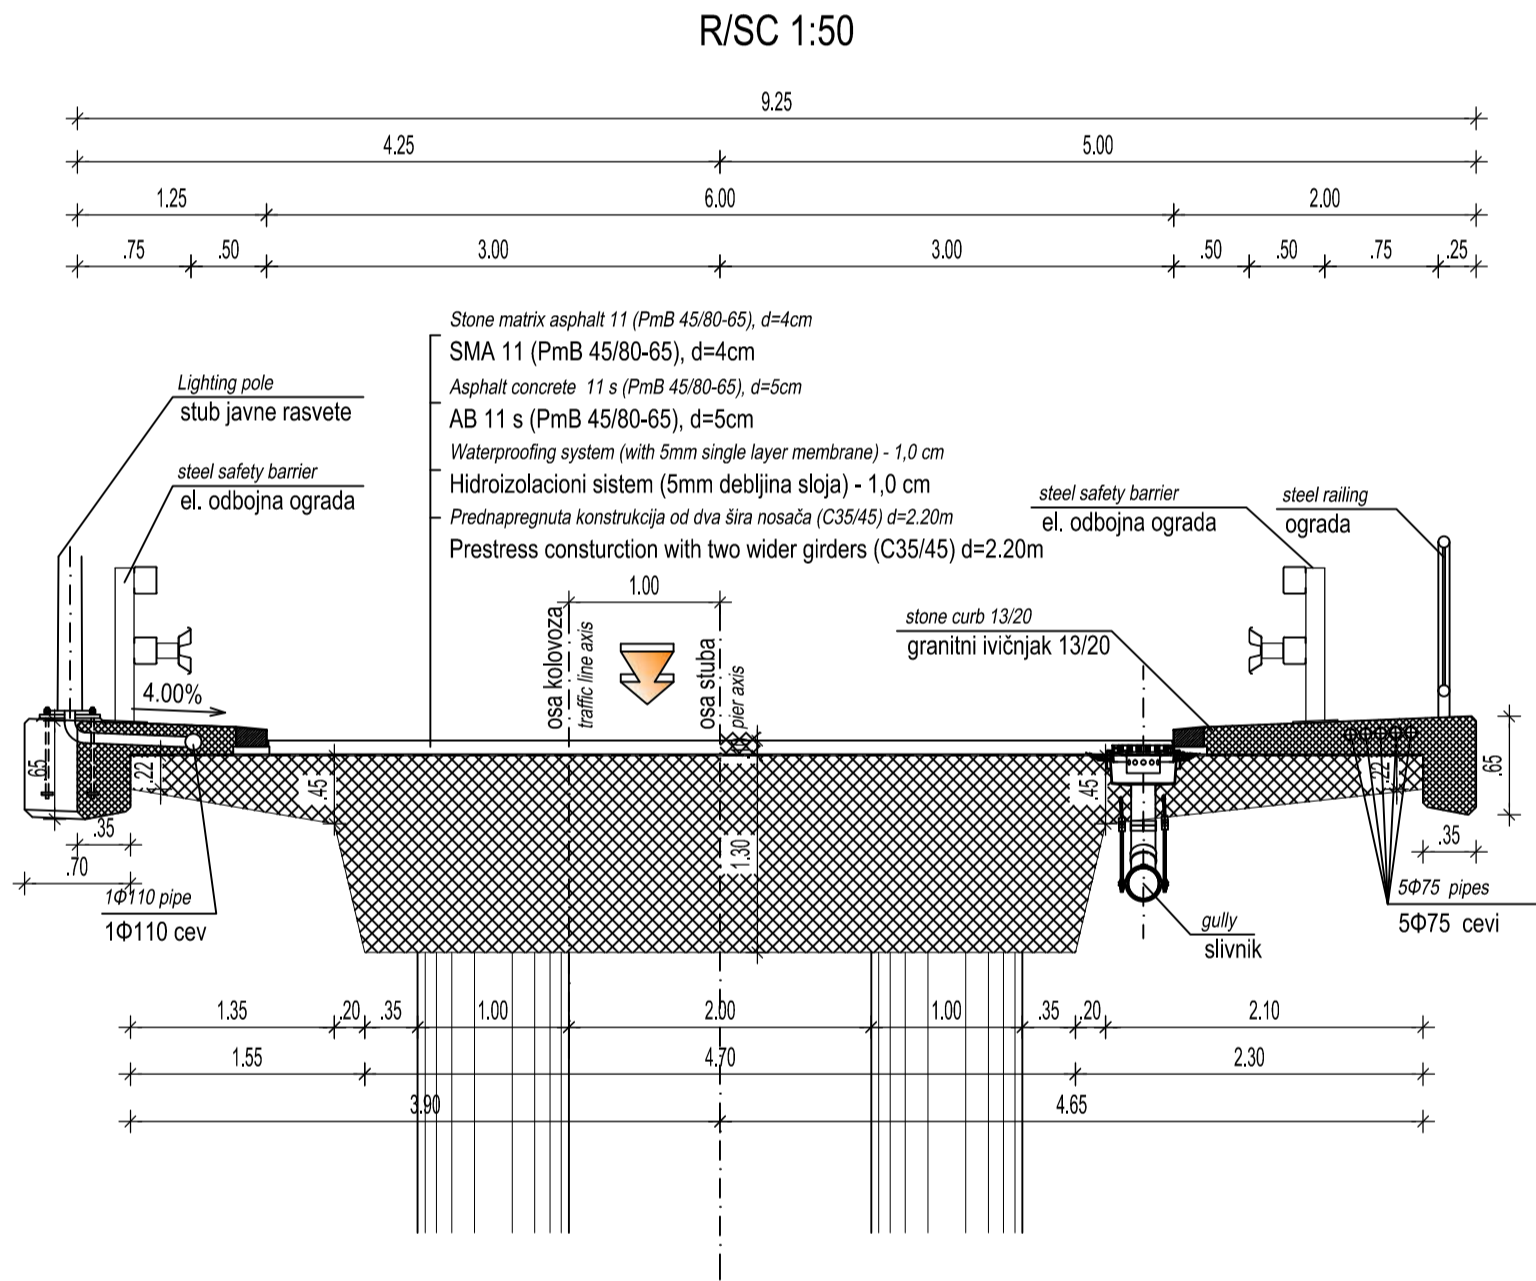 R/SC 1:50
9.25
4.25 5.00
1.25 6.00 2.00
.75 .50 3.00 3.00 .50 .50 .75 .25
Stone matrix asphalt 11 (PmB 45/80-65), d=4cm
SMA 11 (PmB 45/80-65), d=4cm
Asphalt concrete 11 s (PmB 45/80-65), d=5cm
AB 11 s (PmB 45/80-65), d=5cm
Waterproofing system (with 5mm single layer membrane) - 1,0 cm
Hidroizolacioni sistem (5mm debljina sloja) - 1,0 cm
Prednapregnuta konstrukcija od dva šira nosača (C35/45) d=2.20m
Prestress consturction with two wider girders (C35/45) d=2.20m
Lighting pole
stub javne rasvete
steel safety barrier
el. odbojna ograda
steel safety barrier
el. odbojna ograda
steel railing
ograda
1.00
osa kolovoza
traffic line axis
osa stuba
pier axis
stone curb 13/20
granitni ivičnjak 13/20
4.00%
.65
.22
.45
1.30
.45
.22
.65
.35
.70
.35
1Φ110 pipe
1Φ110 cev
gully
slivnik
5Φ75 pipes
5Φ75 cevi
1.35 .20 .35 1.00 2.00 1.00 .35 .20 2.10
1.55 4.70 2.30
3.90 4.65